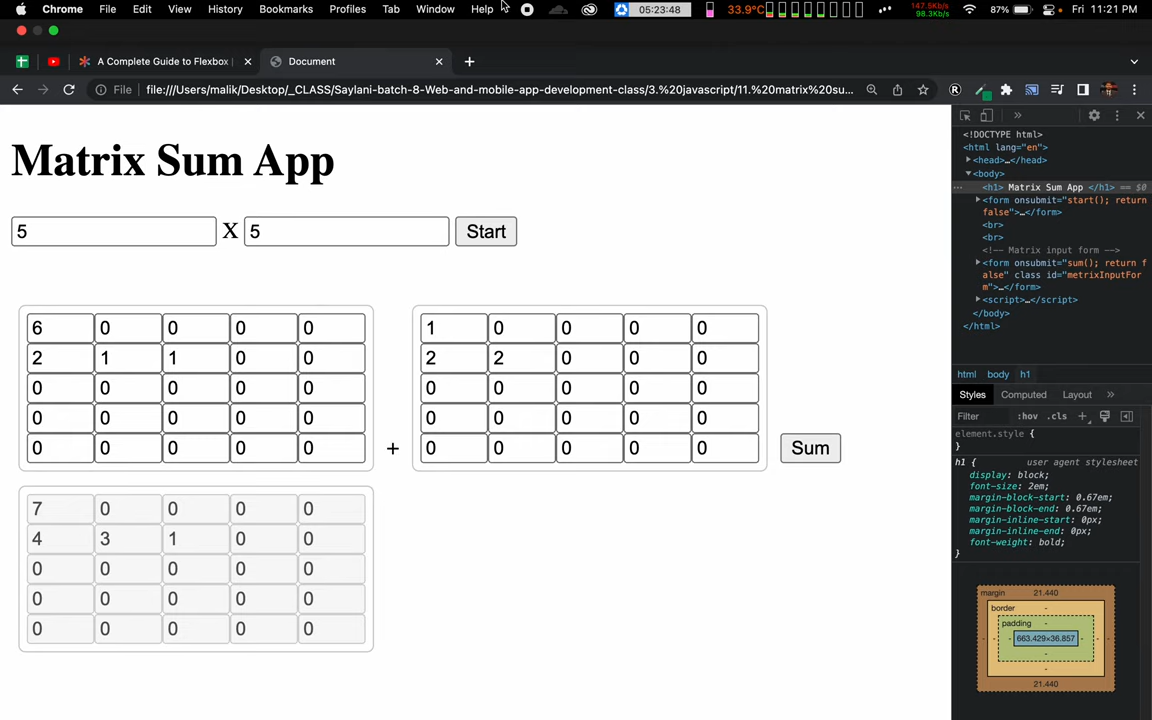 Chrome File Edit View History Bookmarks Profiles Tab Window Help 05:23:48 33.9°C 147.5Kb/s 98.3Kb/s 87% Fri 11:21 PM
A Complete Guide to Flexbox Document
File file:///Users/malik/Desktop/_CLASS/Saylani-batch-8-Web-and-mobile-app-development-class/3.%20javascript/11.%20matrix%20su...
Matrix Sum App
5 X 5 Start
6 0 0 0 0 1 0 0 0 0
2 1 1 0 0 2 2 0 0 0
0 0 0 0 0 0 0 0 0 0
0 0 0 0 0 0 0 0 0 0
0 0 0 0 0 + 0 0 0 0 0 Sum
7 0 0 0 0
4 3 1 0 0
0 0 0 0 0
0 0 0 0 0
0 0 0 0 0
<!DOCTYPE html>
<html lang="en">
<head>…</head>
<body>
<h1> Matrix Sum App </h1> == $0
<form onsubmit="start(); return
false">…</form>
<br>
<br>
<!-- Matrix input form -->
<form onsubmit="sum(); return f
alse" class id="metrixInputFor
m">…</form>
<script>…</script>
</body>
</html>
html body h1
Styles Computed Layout »
Filter :hov .cls +
element.style {
}
h1 { user agent stylesheet
display: block;
font-size: 2em;
margin-block-start: 0.67em;
margin-block-end: 0.67em;
margin-inline-start: 0px;
margin-inline-end: 0px;
font-weight: bold;
}
margin 21.440
border -
padding -
- - - 663.429×36.857 - - -
-
-
21.440